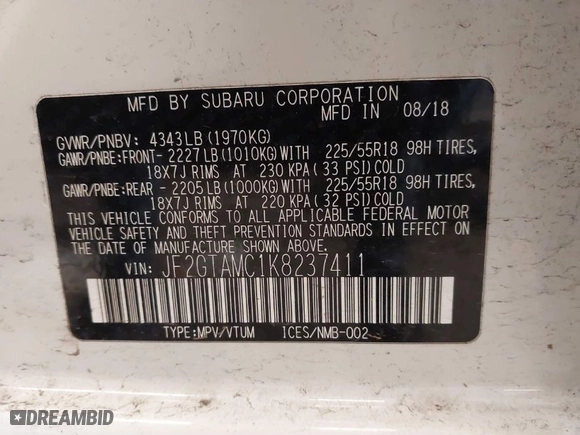 MFD BY SUBARU CORPORATION
MFD IN 08/18
GVWR/PNBV: 4343LB(1970KG)
GAWR/PNBE:FRONT- 2227LB(1010KG)WITH 225/55R18 98H TIRES,
18X7J RIMS AT 230 KPA(33 PSI)COLD
GAWR/PNBE:REAR - 2205LB(1000KG)WITH 225/55R18 98H TIRES,
18X7J RIMS AT 220 KPA(32 PSI)COLD
THIS VEHICLE CONFORMS TO ALL APPLICABLE FEDERAL MOTOR
VEHICLE SAFETY AND THEFT PREVENTION STANDARDS IN EFFECT ON
THE DATE OF MANUFACTURE SHOWN ABOVE.
VIN: JF2GTAMC1K8237411
TYPE:MPV/VTUM ICES/NMB-002
DREAMBID